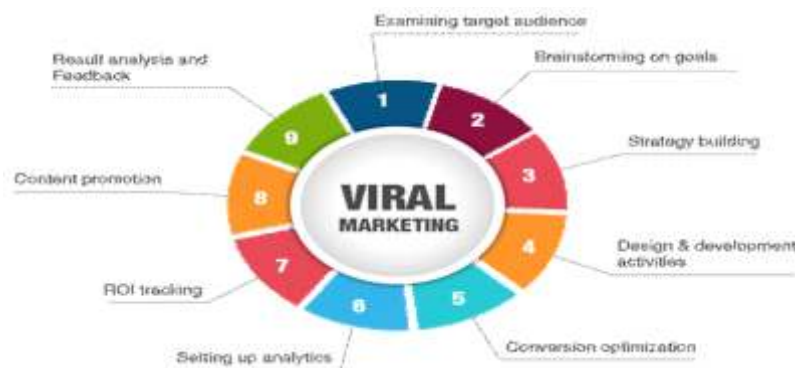 1
Examining target audience
2
Brainstorming on goals
3
Strategy building
4
Design & development
activities
5
Conversion optimization
6
Setting up analytics
7
ROI tracking
8
Content promotion
9
Result analysis and
Feedback
VIRAL
MARKETING